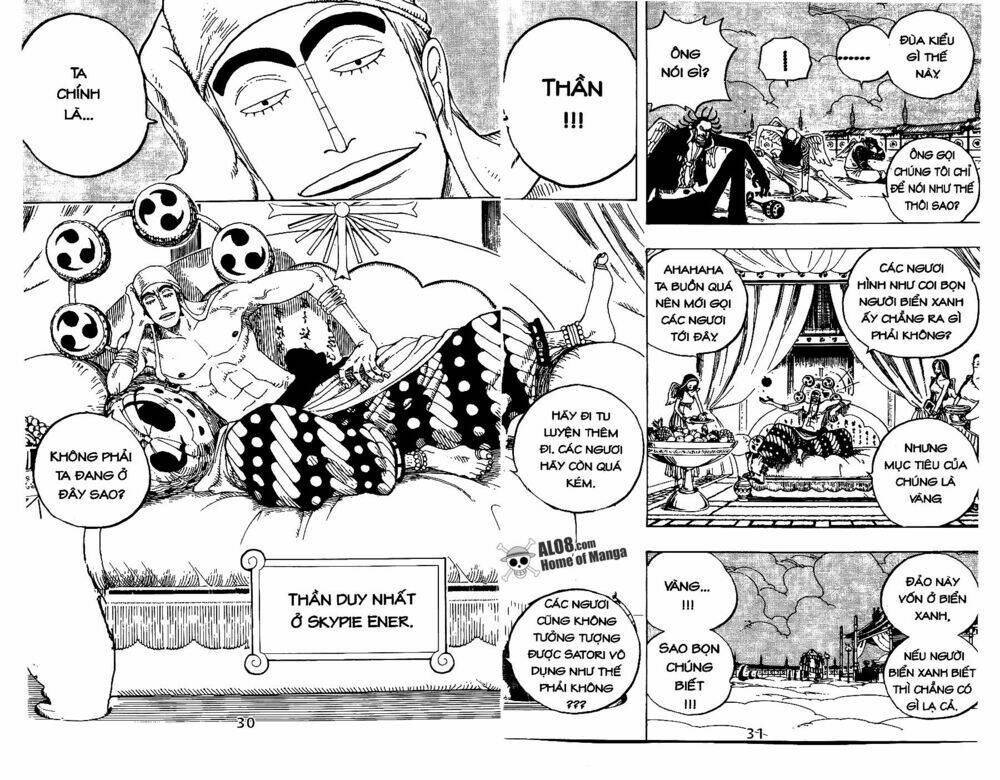 TA
CHÍNH
LÀ...
THẦN
!!!
KHÔNG PHẢI
TA ĐANG Ở
ĐÂY SAO?
HÃY ĐI TU
LUYỆN THÊM
ĐI. CÁC NGƯƠI
HÃY CÒN QUÁ
KÉM.
THẦN DUY NHẤT
Ở SKYPIE ENER.
CÁC NGƯƠI
CŨNG KHÔNG
TƯỞNG TƯỢNG
ĐƯỢC SATORI VÔ
DỤNG NHƯ THẾ
PHẢI KHÔNG
???
ALO8.com
Home of Manga
30
ĐÙA KIỂU
GÌ THẾ
NÀY
........
!
ÔNG
NÓI GÌ?
ÔNG GỌI
CHÚNG TÔI CHỈ
ĐỂ NÓI NHƯ THẾ
THÔI SAO?
AHAHAHA
TA BUỒN QUÁ
NÊN MỚI GỌI
CÁC NGƯƠI
TỚI ĐÂY
CÁC NGƯƠI
HÌNH NHƯ COI BỌN
NGƯỜI BIỂN XANH
ẤY CHẲNG RA GÌ
PHẢI KHÔNG?
NHƯNG
MỤC TIÊU CỦA
CHÚNG LÀ
VÀNG
VÀNG...
!!!
SAO BỌN
CHÚNG
BIẾT
!!!
ĐẢO NÀY
VỐN Ở BIỂN
XANH,
NẾU NGƯỜI
BIỂN XANH BIẾT
THÌ CHẲNG CÓ
GÌ LẠ CẢ.
31